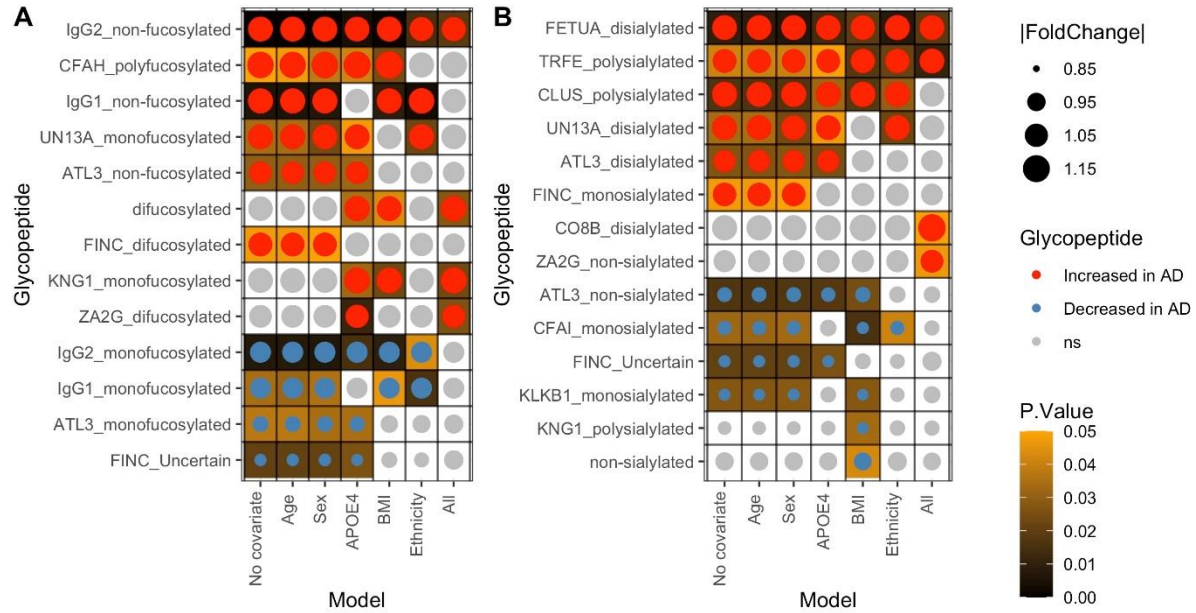 A
Glycopeptide
IgG2_non-fucosylated
CFAH_polyfucosylated
IgG1_non-fucosylated
UN13A_monofucosylated
ATL3_non-fucosylated
difucosylated
FINC_difucosylated
KNG1_monofucosylated
ZA2G_difucosylated
IgG2_monofucosylated
IgG1_monofucosylated
ATL3_monofucosylated
FINC_Uncertain
No covariate
Age
Sex
APOE4
BMI
Ethnicity
All
Model
B
Glycopeptide
FETUA_disialylated
TRFE_polysialylated
CLUS_polysialylated
UN13A_disialylated
ATL3_disialylated
FINC_monosialylated
CO8B_disialylated
ZA2G_non-sialylated
ATL3_non-sialylated
CFAI_monosialylated
FINC_Uncertain
KLKB1_monosialylated
KNG1_polysialylated
non-sialylated
No covariate
Age
Sex
APOE4
BMI
Ethnicity
All
Model
|FoldChange|
0.85
0.95
1.05
1.15
Glycopeptide
Increased in AD
Decreased in AD
ns
P.Value
0.05
0.04
0.03
0.02
0.01
0.00